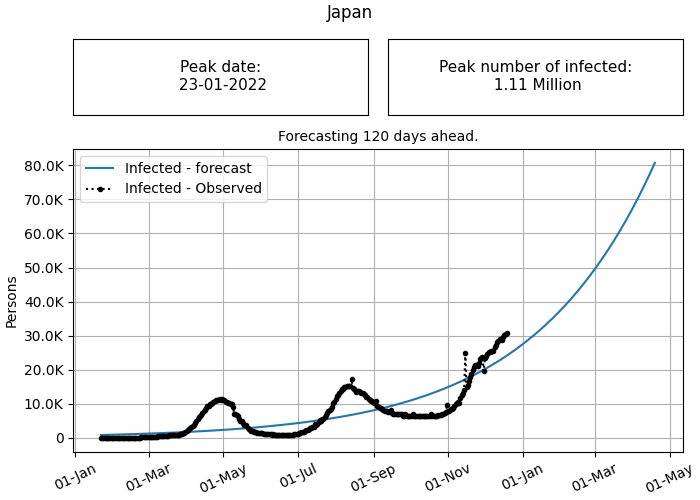 Japan
Peak date:
23-01-2022
Peak number of infected:
1.11 Million
Forecasting 120 days ahead.
Infected - forecast
Infected - Observed
Persons
80.0K
70.0K
60.0K
50.0K
40.0K
30.0K
20.0K
10.0K
0
01-Jan
01-Mar
01-May
01-Jul
01-Sep
01-Nov
01-Jan
01-Mar
01-May